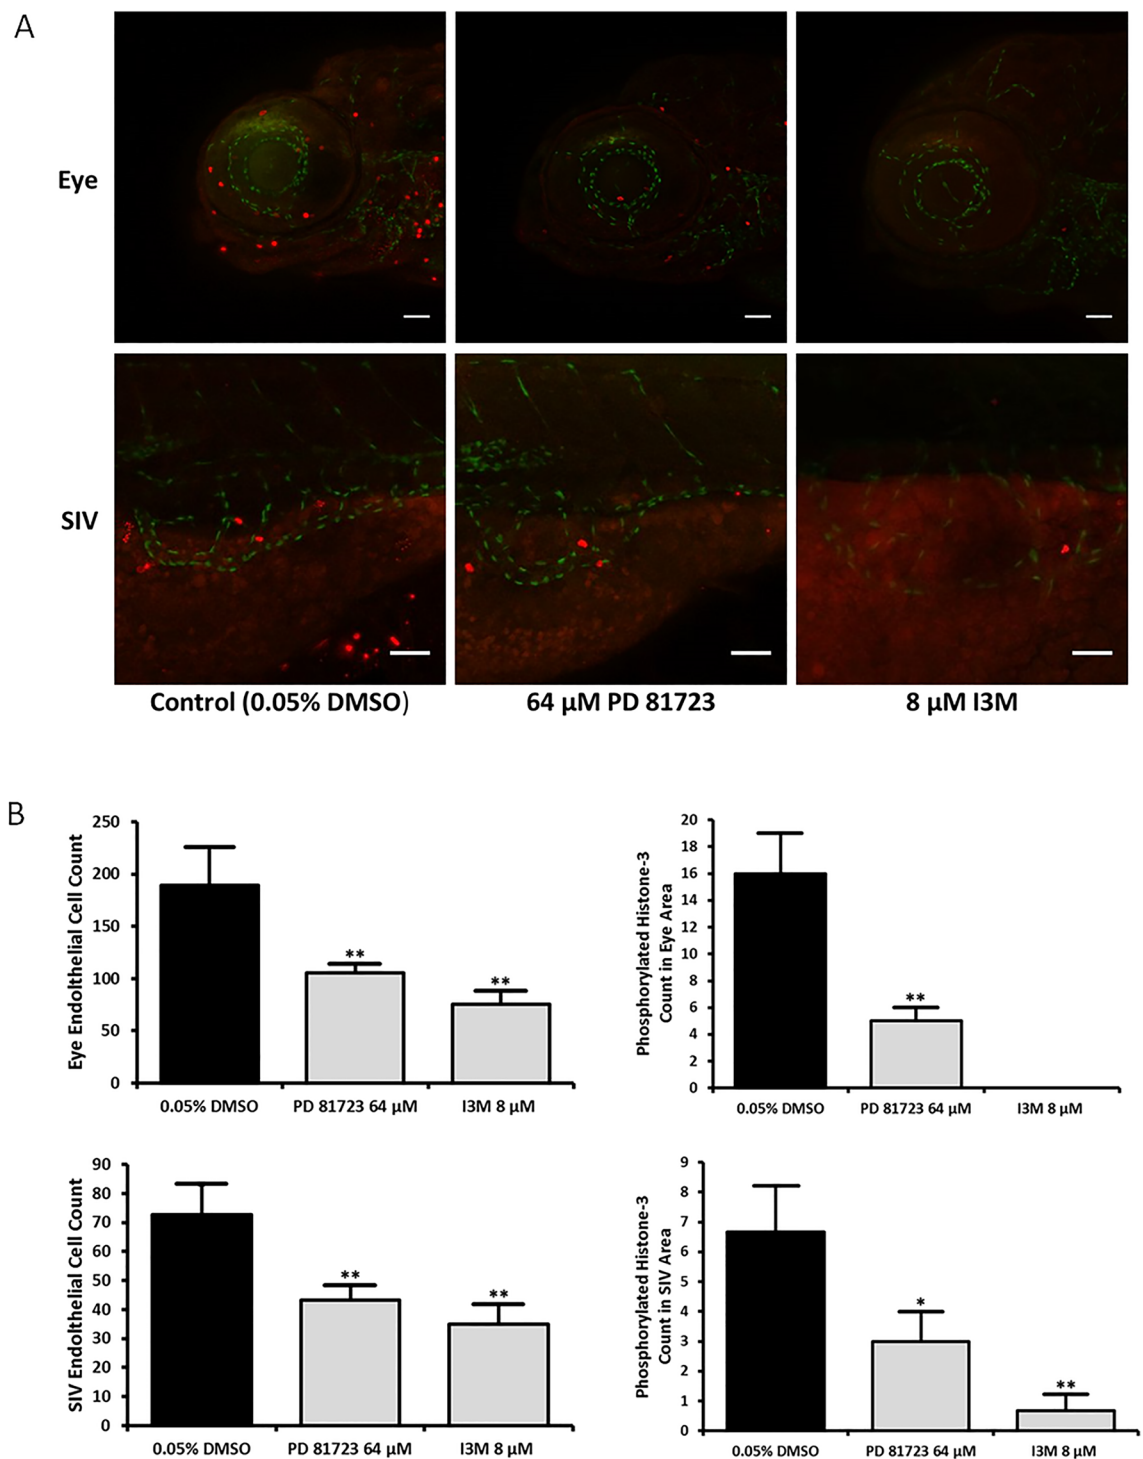 A
Eye
SIV
Control (0.05% DMSO)
64 µM PD 81723
8 µM I3M
B
Eye Endolthelial Cell Count
250
200
150
100
50
0
**
**
0.05% DMSO
PD 81723 64 µM
I3M 8 µM
Phosphorylated Histone-3
Count in Eye Area
20
18
16
14
12
10
8
6
4
2
0
**
0.05% DMSO
PD 81723 64 µM
I3M 8 µM
SIV Endolthelial Cell Count
90
80
70
60
50
40
30
20
10
0
**
**
0.05% DMSO
PD 81723 64 µM
I3M 8 µM
Phosphorylated Histone-3
Count in SIV Area
9
8
7
6
5
4
3
2
1
0
*
**
0.05% DMSO
PD 81723 64 µM
I3M 8 µM